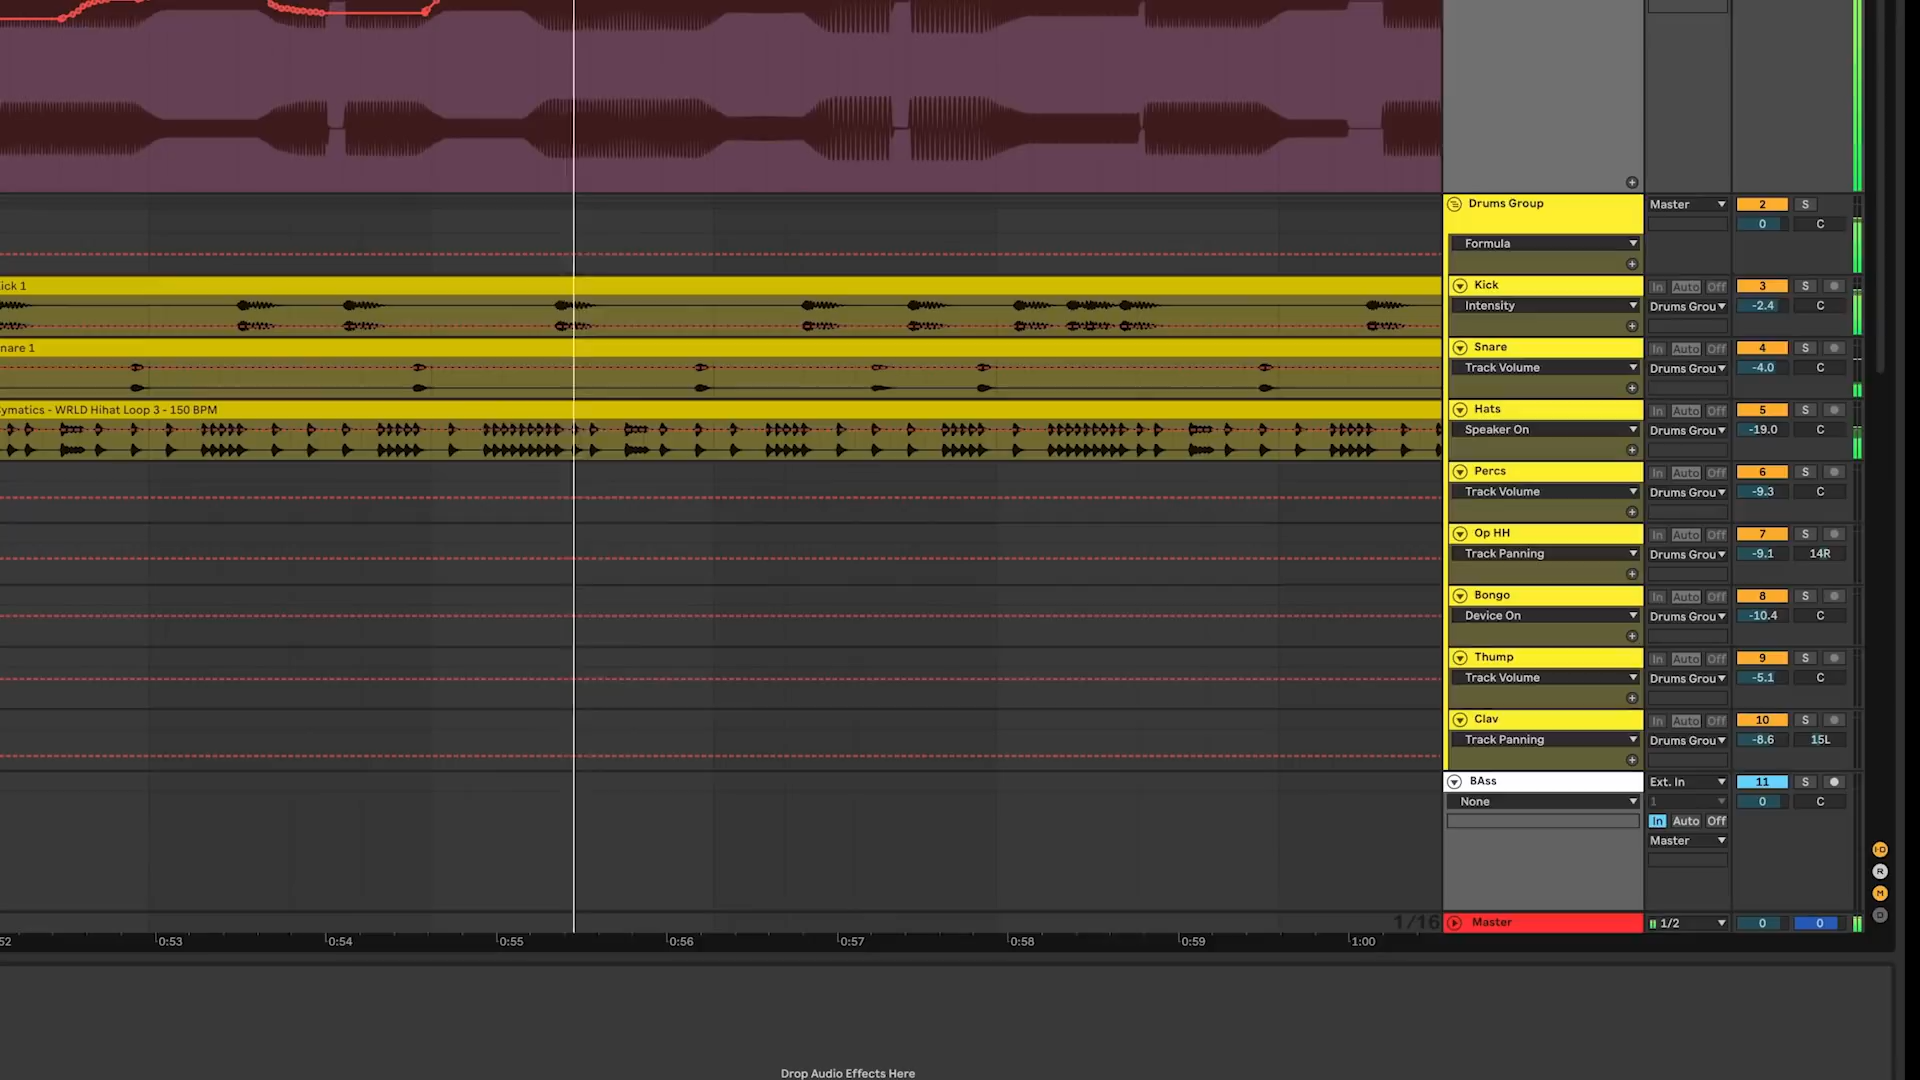 Drums Group Master 2 S
0 C
Formula
ick 1 Kick In Auto Off 3 S
Intensity Drums Grou -2.4 C
nare 1 Snare In Auto Off 4 S
Track Volume Drums Grou -4.0 C
ymatics - WRLD Hihat Loop 3 - 150 BPM Hats In Auto Off 5 S
Speaker On Drums Grou -19.0 C
Percs In Auto Off 6 S
Track Volume Drums Grou -9.3 C
Op HH In Auto Off 7 S
Track Panning Drums Grou -9.1 14R
Bongo In Auto Off 8 S
Device On Drums Grou -10.4 C
Thump In Auto Off 9 S
Track Volume Drums Grou -5.1 C
Clav In Auto Off 10 S
Track Panning Drums Grou -8.6 15L
BAss Ext. In 11 S
None 1 0 C
In Auto Off
Master
I-O
R
M
D
1/16 Master 1/2 0 0
52 0:53 0:54 0:55 0:56 0:57 0:58 0:59 1:00
Drop Audio Effects Here